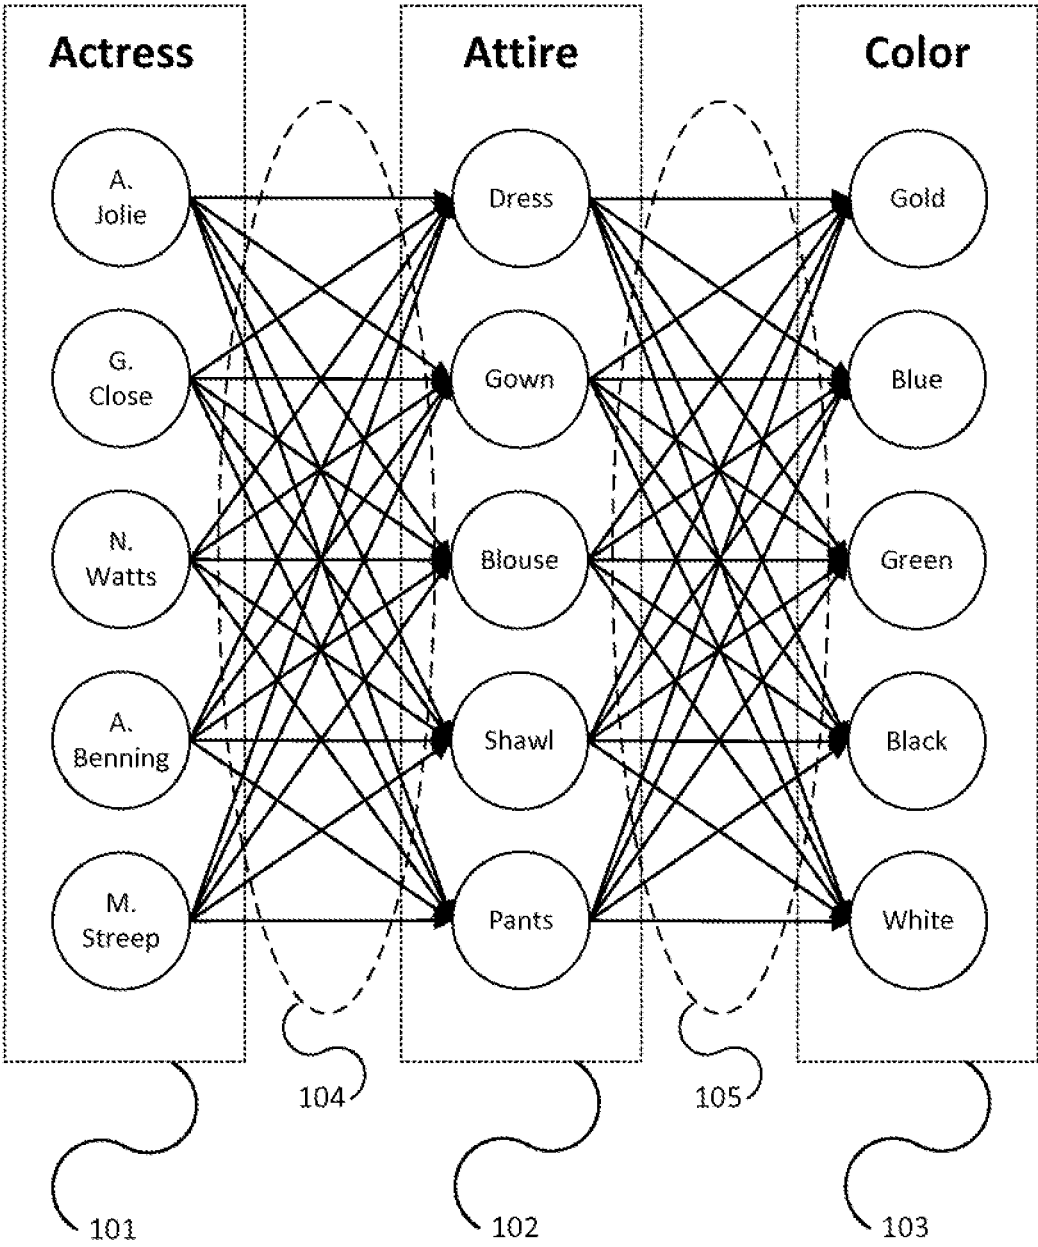 Actress
Attire
Color
A.
Jolie
Dress
Gold
G.
Close
Gown
Blue
N.
Watts
Blouse
Green
A.
Benning
Shawl
Black
M.
Streep
Pants
White
104
105
101
102
103